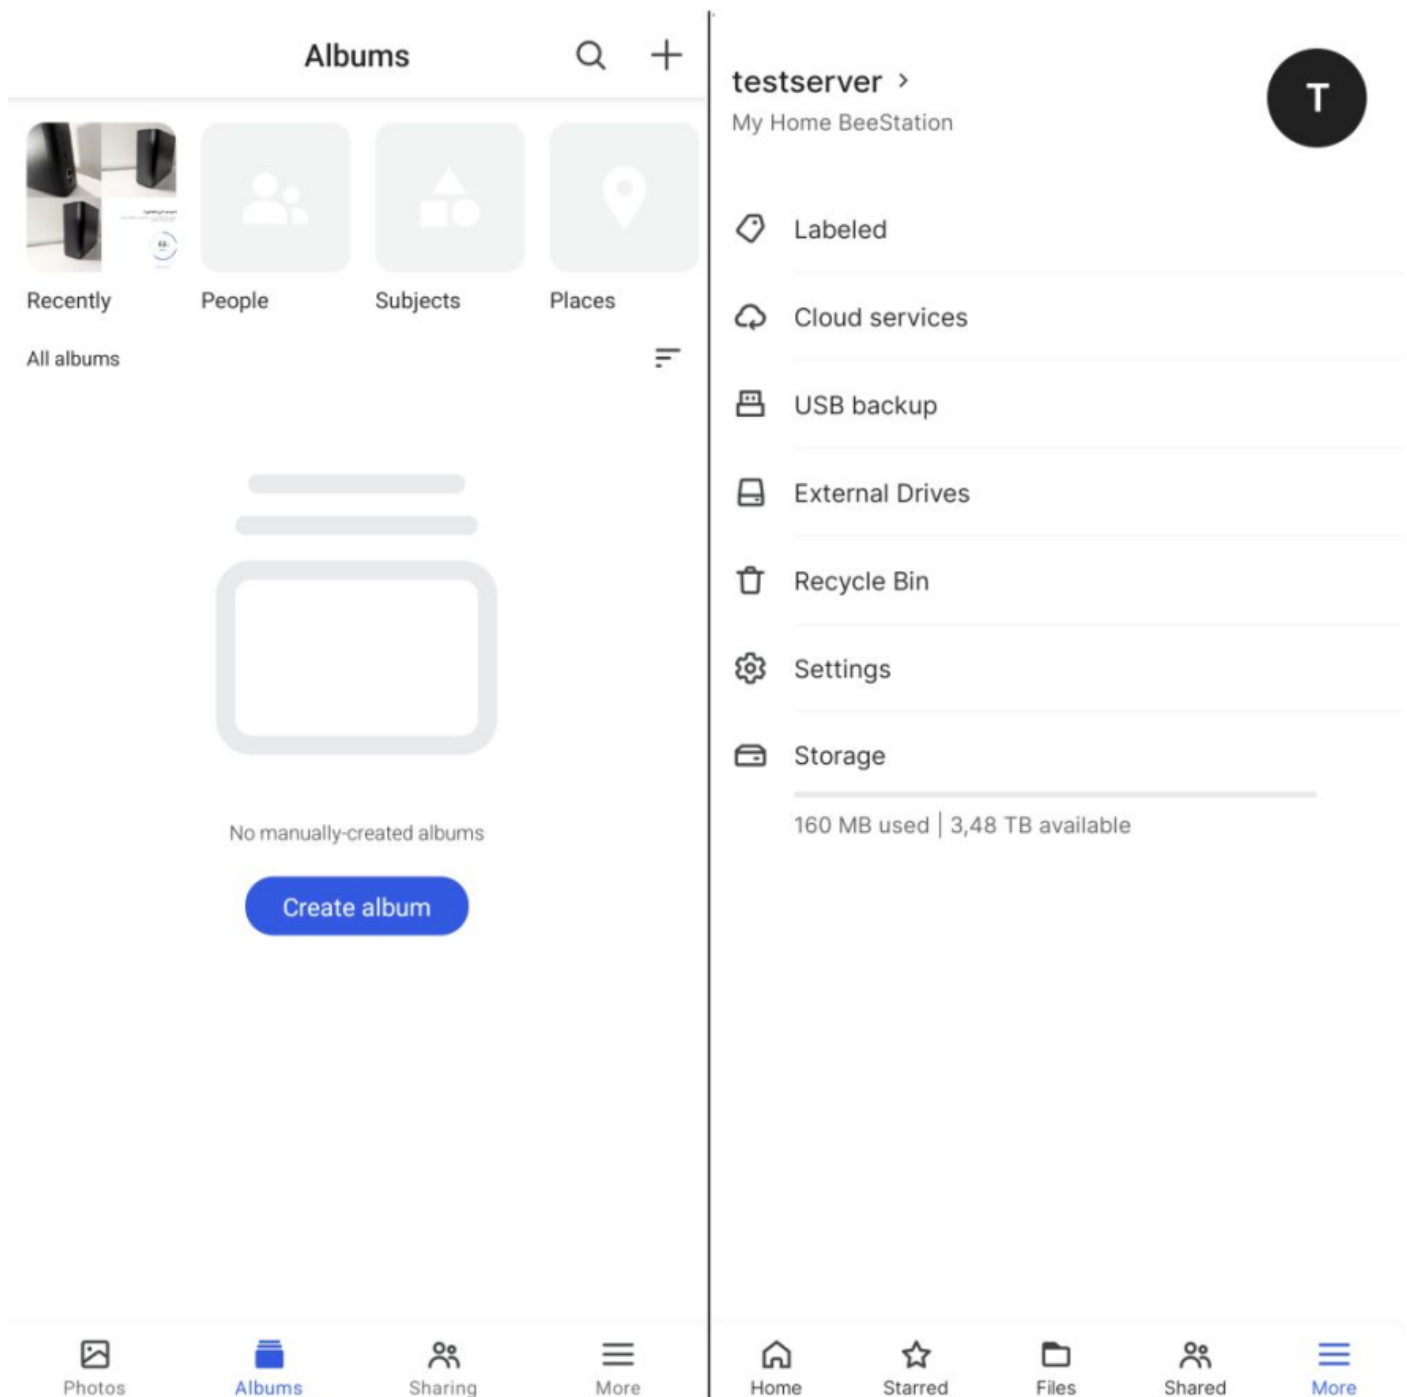 Albums
Recently
People
Subjects
Places
All albums
No manually-created albums
Create album
Photos
Albums
Sharing
More
testserver
My Home BeeStation
T
Labeled
Cloud services
USB backup
External Drives
Recycle Bin
Settings
Storage
160 MB used | 3,48 TB available
Home
Starred
Files
Shared
More